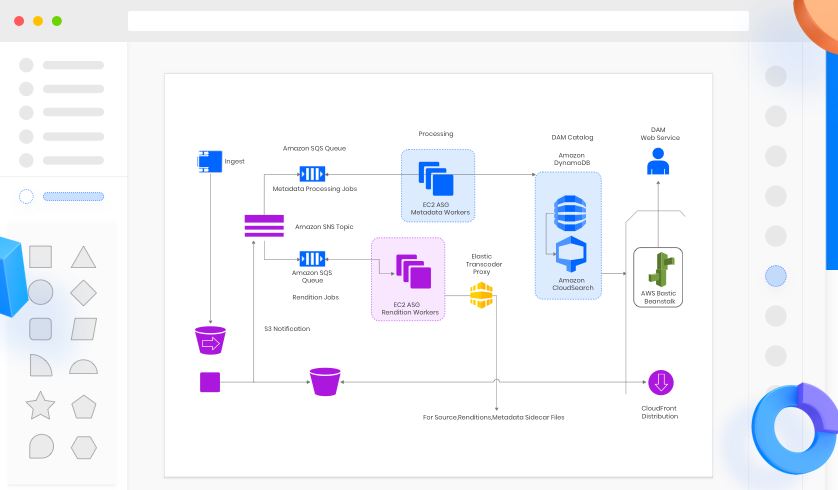 Processing
DAM
Web Service
DAM Catalog
Amazon SQS Queue
Ingest
Amazon
DynamoDB
Metadata Processing Jobs
EC2 ASG
Metadata Workers
Amazon SNS Topic
Amazon SQS
Queue
Rendition Jobs
Elastic
Transcoder
Proxy
Amazon
CloudSearch
AWS Bastic
Beanstalk
EC2 ASG
Rendition Workers
S3 Notification
For Source,Renditions,Metadata Sidecar Files
CloudFront
Distribution